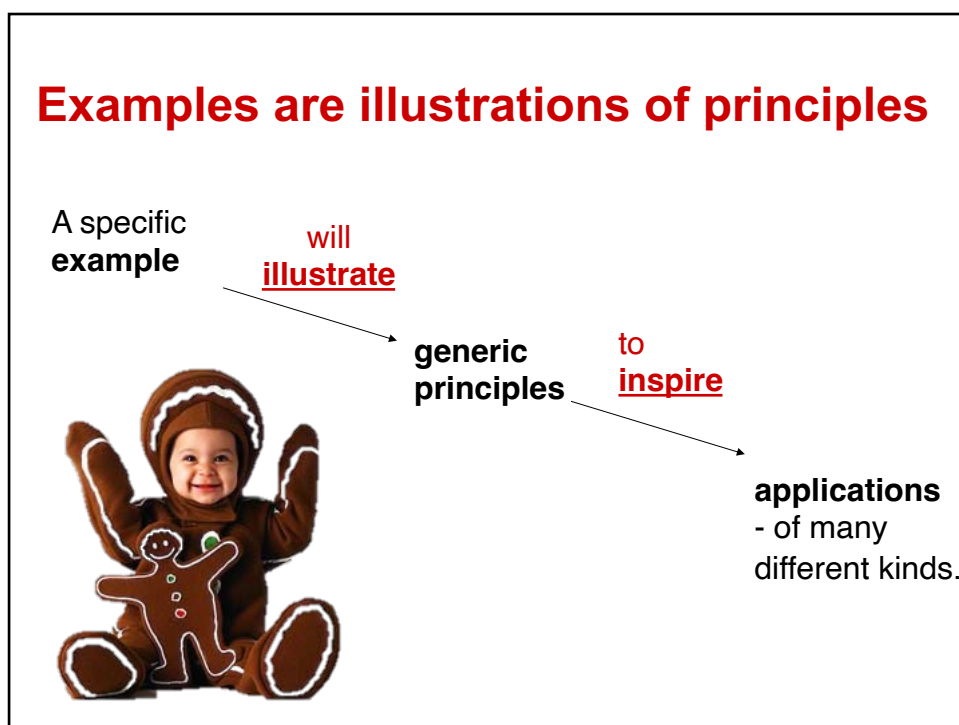 Examples are illustrations of principles
A specific
example
will
illustrate
generic
principles
to
inspire
applications
- of many
different kinds.